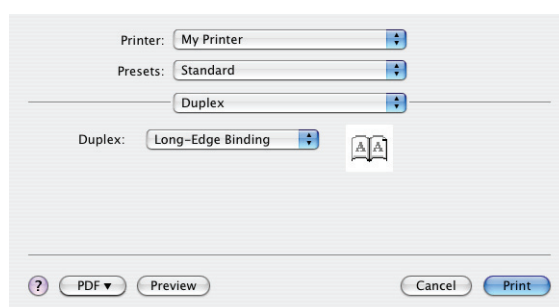 Printer: My Printer
Presets: Standard
Duplex
Duplex: Long-Edge Binding A A
? PDF▼ Preview Cancel Print